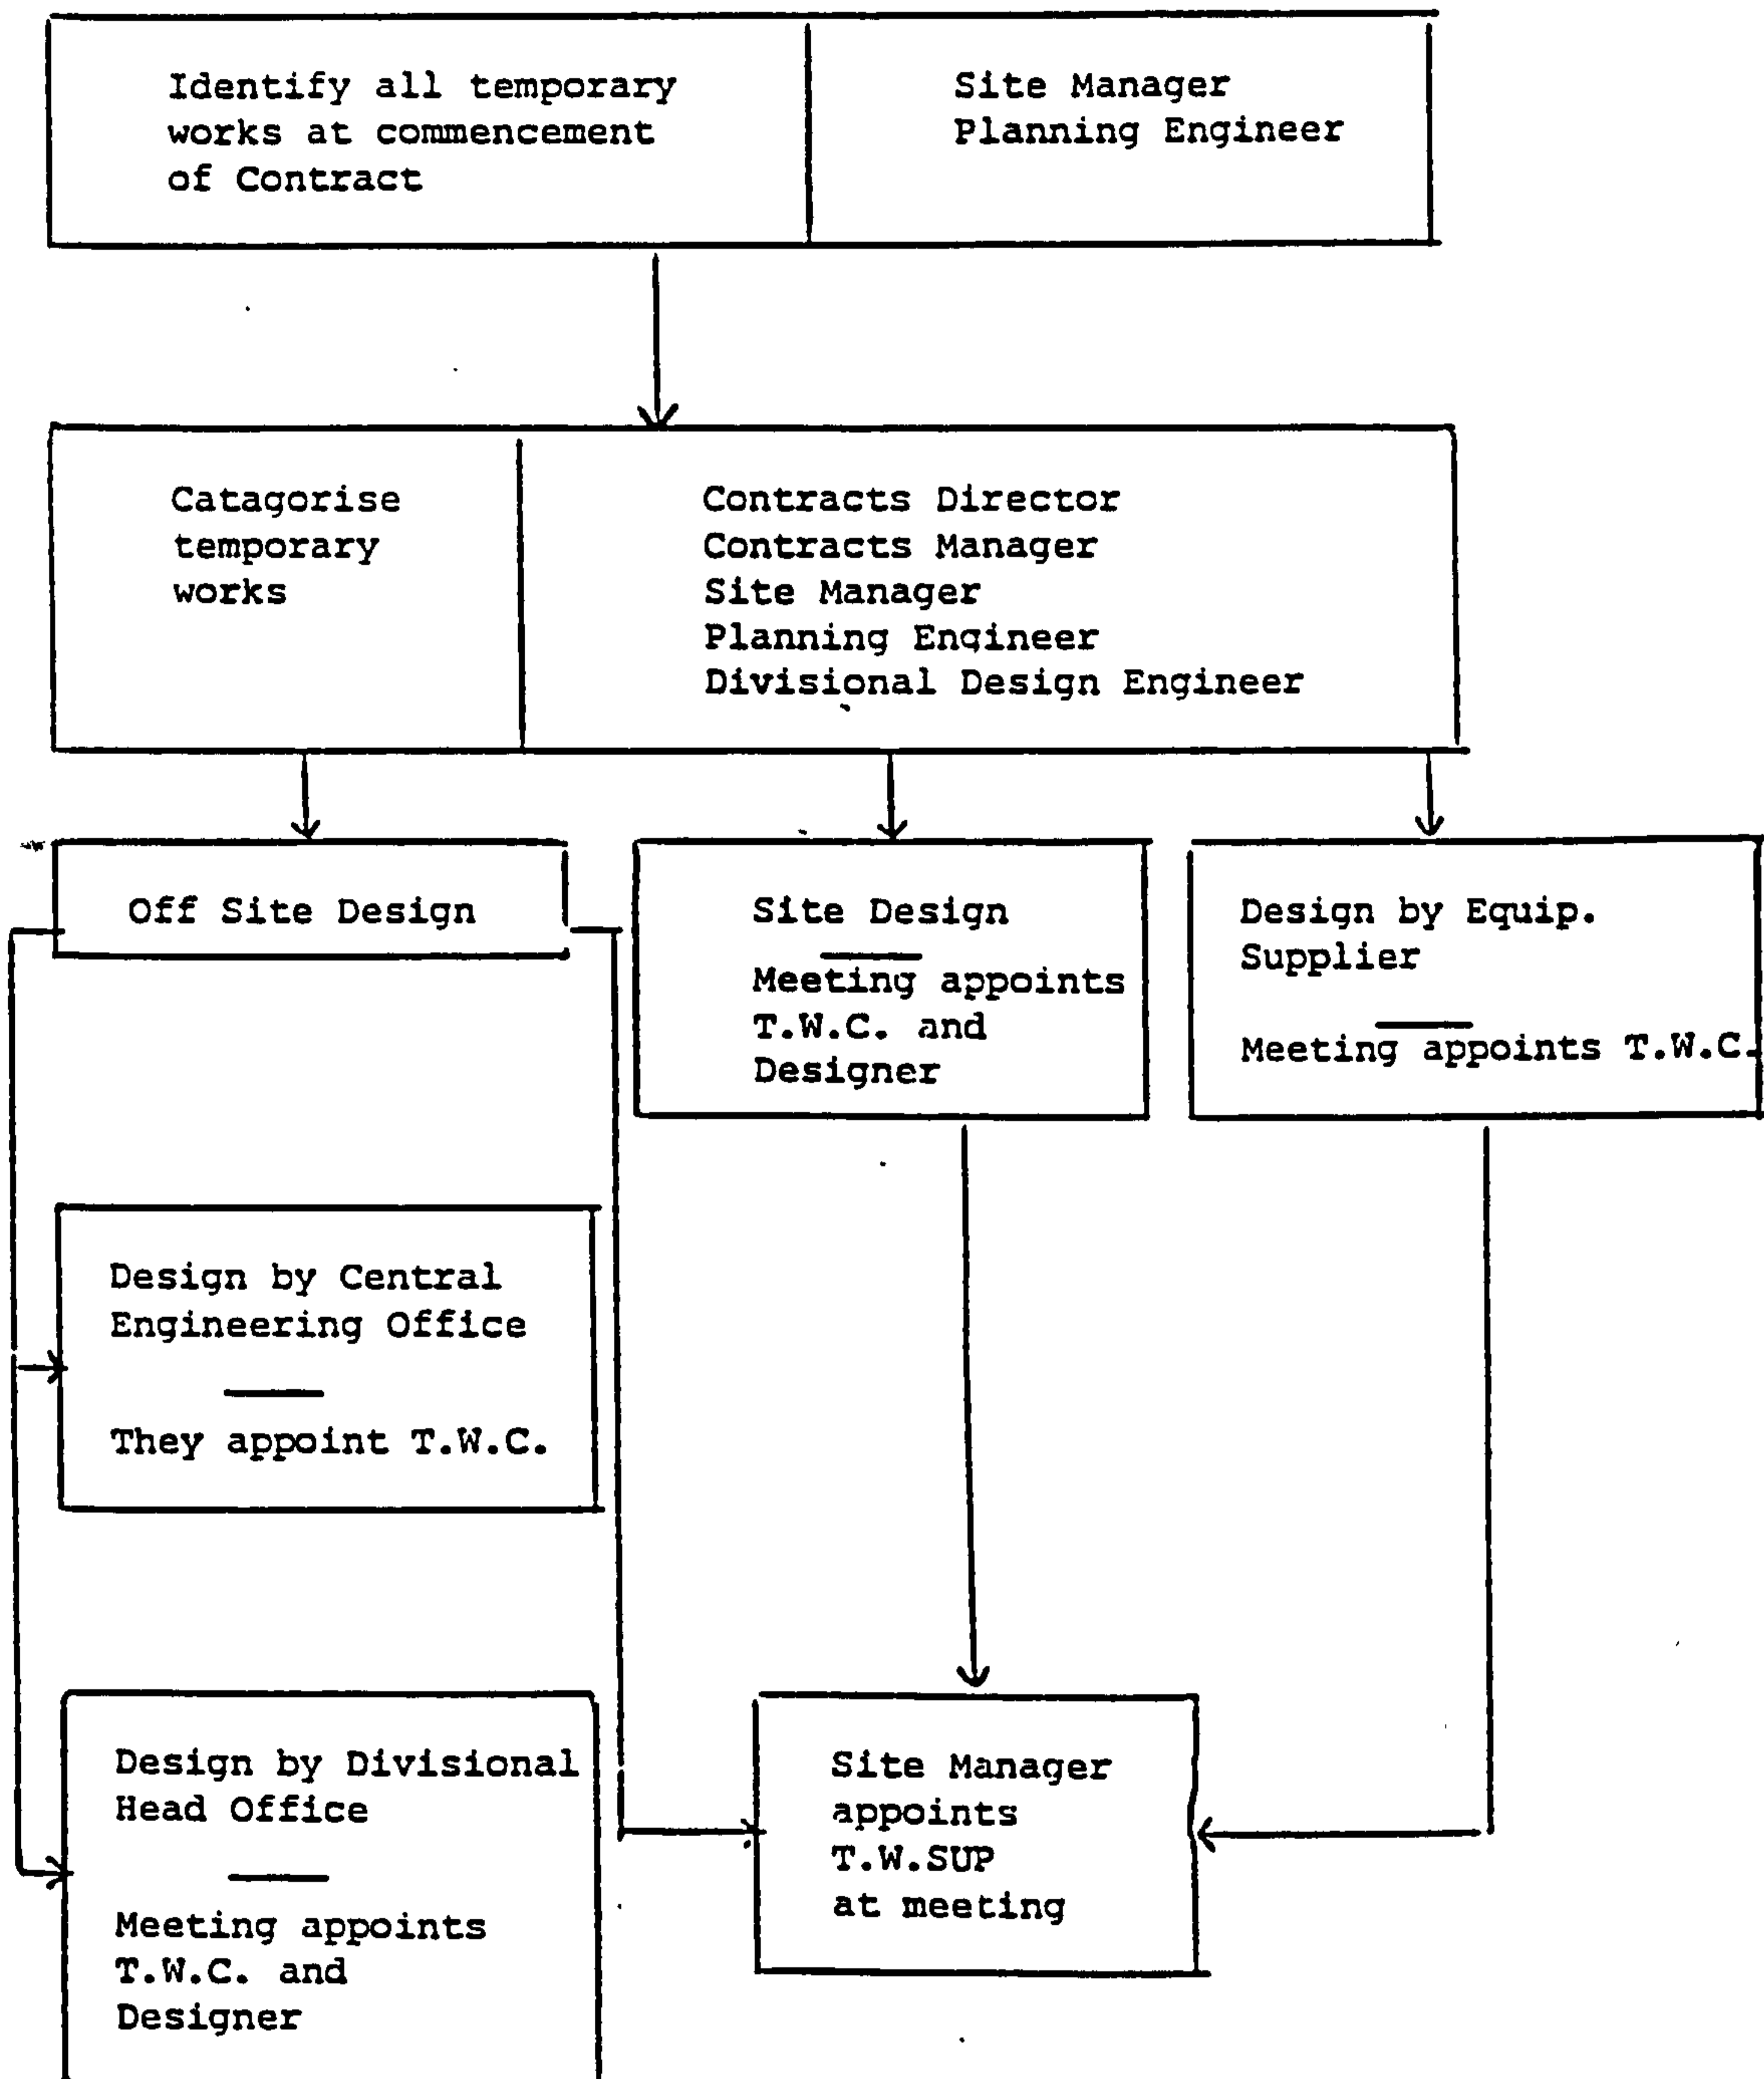 Identify all temporary
works at commencement
of Contract
Site Manager
Planning Engineer
Catagorise
temporary
works
Contracts Director
Contracts Manager
Site Manager
Planning Engineer
Divisional Design Engineer
Off Site Design
Site Design
Meeting appoints
T.W.C. and
Designer
Design by Equip.
Supplier
Meeting appoints T.W.C.
Design by Central
Engineering Office
They appoint T.W.C.
Design by Divisional
Head Office
Meeting appoints
T.W.C. and
Designer
Site Manager
appoints
T.W.SUP
at meeting